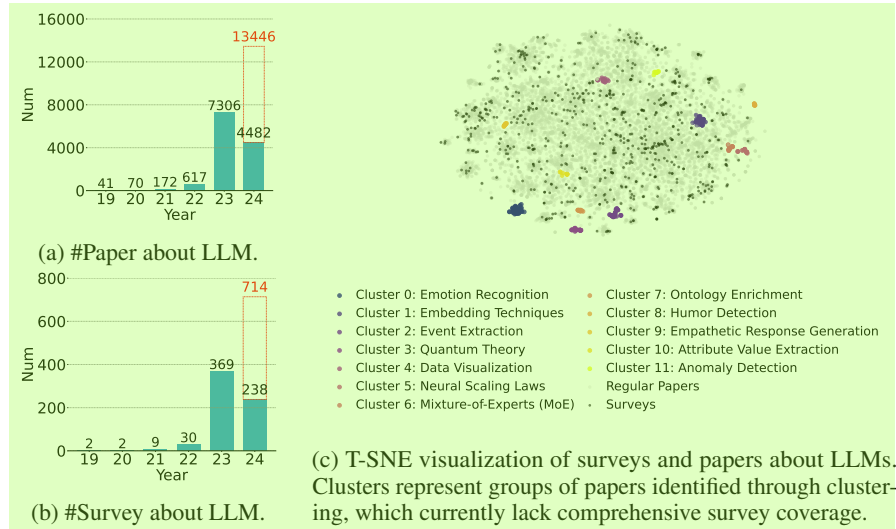 16000
12000
8000
4000
0
Num
41
70
172
617
7306
13446
4482
19 20 21 22 23 24
Year
(a) #Paper about LLM.
800
600
400
200
0
Num
2
2
9
30
369
714
238
19 20 21 22 23 24
Year
(b) #Survey about LLM.
Cluster 0: Emotion Recognition
Cluster 1: Embedding Techniques
Cluster 2: Event Extraction
Cluster 3: Quantum Theory
Cluster 4: Data Visualization
Cluster 5: Neural Scaling Laws
Cluster 6: Mixture-of-Experts (MoE)
Cluster 7: Ontology Enrichment
Cluster 8: Humor Detection
Cluster 9: Empathetic Response Generation
Cluster 10: Attribute Value Extraction
Cluster 11: Anomaly Detection
Regular Papers
Surveys
(c) T-SNE visualization of surveys and papers about LLMs.
Clusters represent groups of papers identified through cluster-
ing, which currently lack comprehensive survey coverage.